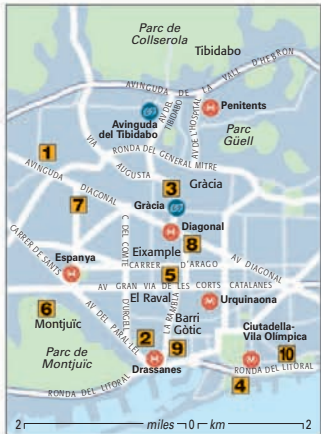 Parc de
Collserola
Tibidabo
AVINGUDA DE LA VALL D'HEBRON
Avinguda
del Tibidabo
AV DEL
TIBIDABO
AV DE L'HOSPITAL
Penitents
Parc
Güell
VIA
AUGUSTA
RONDA DEL GENERAL MITRE
1
AVINGUDA
DIAGONAL
3
Gràcia
Gràcia
7
Diagonal
8
Eixample
C. DEL COMTE
D'URGELL
CARRER D'ARAGO
AV DIAGONAL
CARRER DE SANTS
Espanya
5
AV GRAN VIA DE LES CORTS CATALANES
El Raval
LA RAMBLA
Urquinaona
6
Montjuïc
AV DEL PARAL·LEL
Barri
Gòtic
Ciutadella-
Vila Olímpica
Parc de
Montjuïc
2
9
Drassanes
10
4
RONDA DEL LITORAL
RONDA DEL LITORAL
2 miles 0 km 2